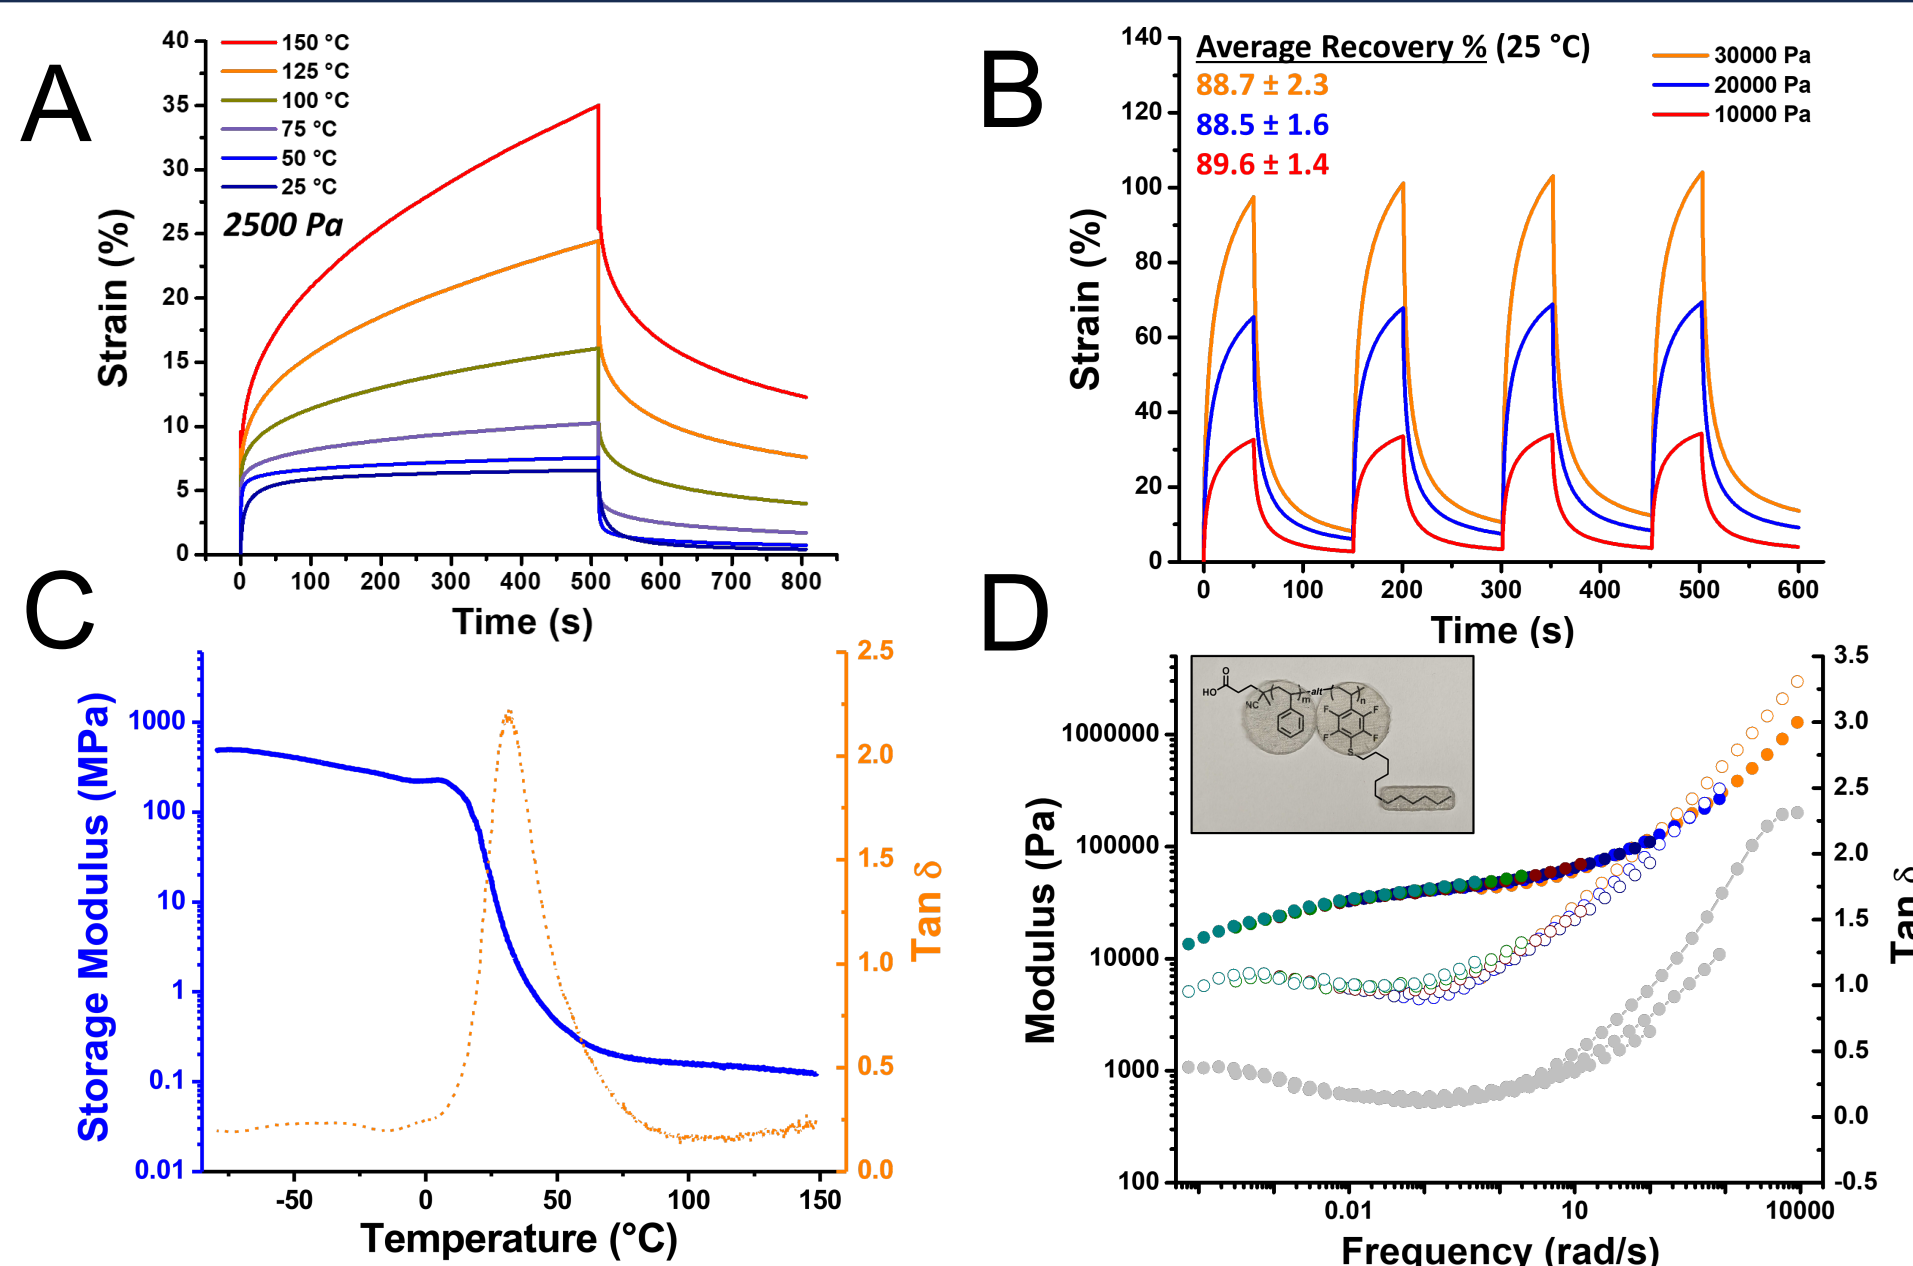 A
40
35
30
25
20
15
10
5
0
Strain (%)
150 °C
125 °C
100 °C
75 °C
50 °C
25 °C
2500 Pa
0 100 200 300 400 500 600 700 800
Time (s)
B
140
120
100
80
60
40
20
0
Strain (%)
Average Recovery % (25 °C)
88.7 ± 2.3
88.5 ± 1.6
89.6 ± 1.4
30000 Pa
20000 Pa
10000 Pa
0 100 200 300 400 500 600
Time (s)
C
1000
100
10
1
0.1
0.01
Storage Modulus (MPa)
2.5
2.0
1.5
1.0
0.5
0.0
Tan δ
-50 0 50 100 150
Temperature (°C)
D
1000000
100000
10000
1000
100
Modulus (Pa)
O
HO
NC
m
alt
n
F F
F F
S
3.5
3.0
2.5
2.0
1.5
1.0
0.5
0.0
-0.5
Tan δ
0.01 10 10000
Frequency (rad/s)